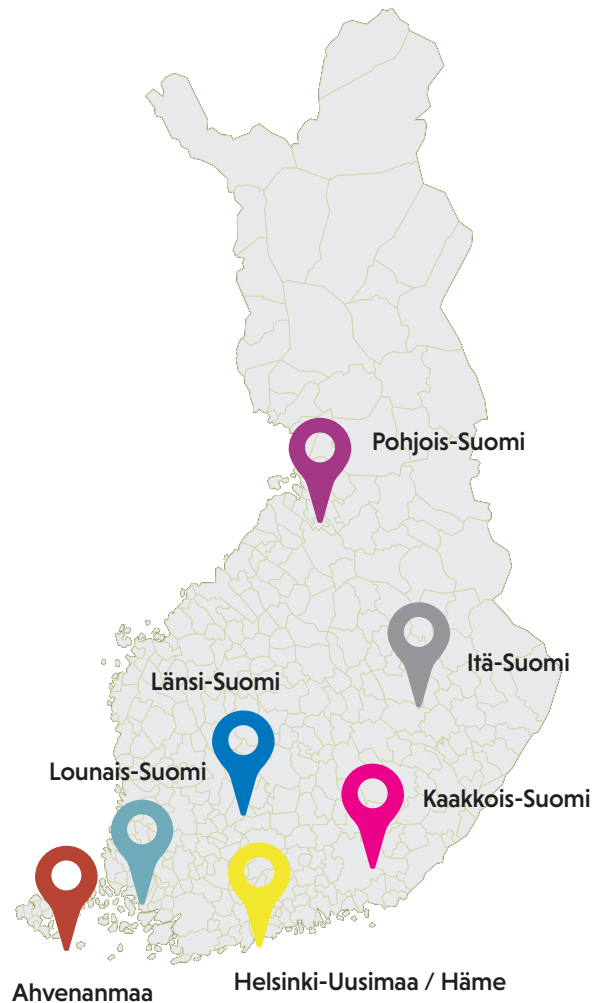 Pohjois-Suomi
Itä-Suomi
Länsi-Suomi
Lounais-Suomi
Kaakkois-Suomi
Helsinki-Uusimaa / Häme
Ahvenanmaa